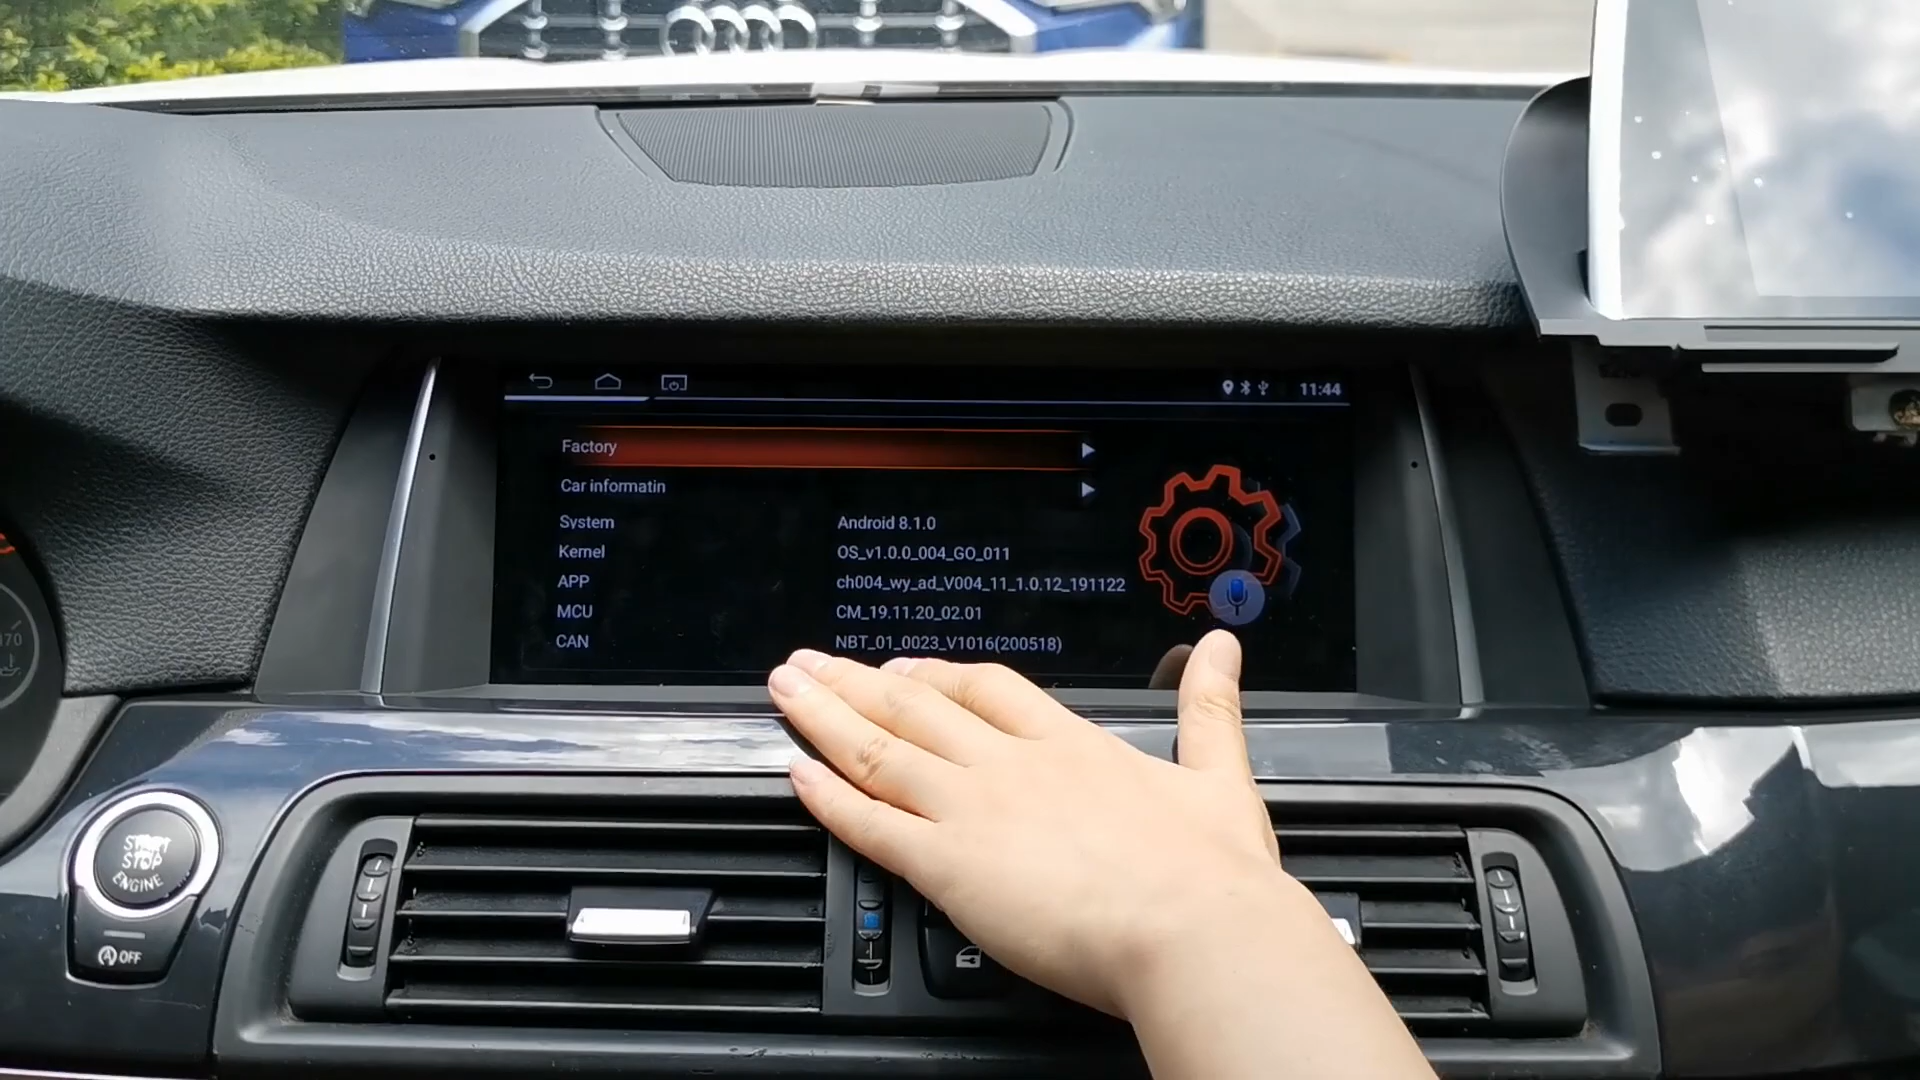 11:44
Factory
Car informatin
System Android 8.1.0
Kernel OS_v1.0.0_004_GO_011
APP ch004_wy_ad_V004_11_1.0.12_191122
MCU CM_19.11.20_02.01
CAN NBT_01_0023_V1016(200518)
START
STOP
ENGINE
A OFF
170